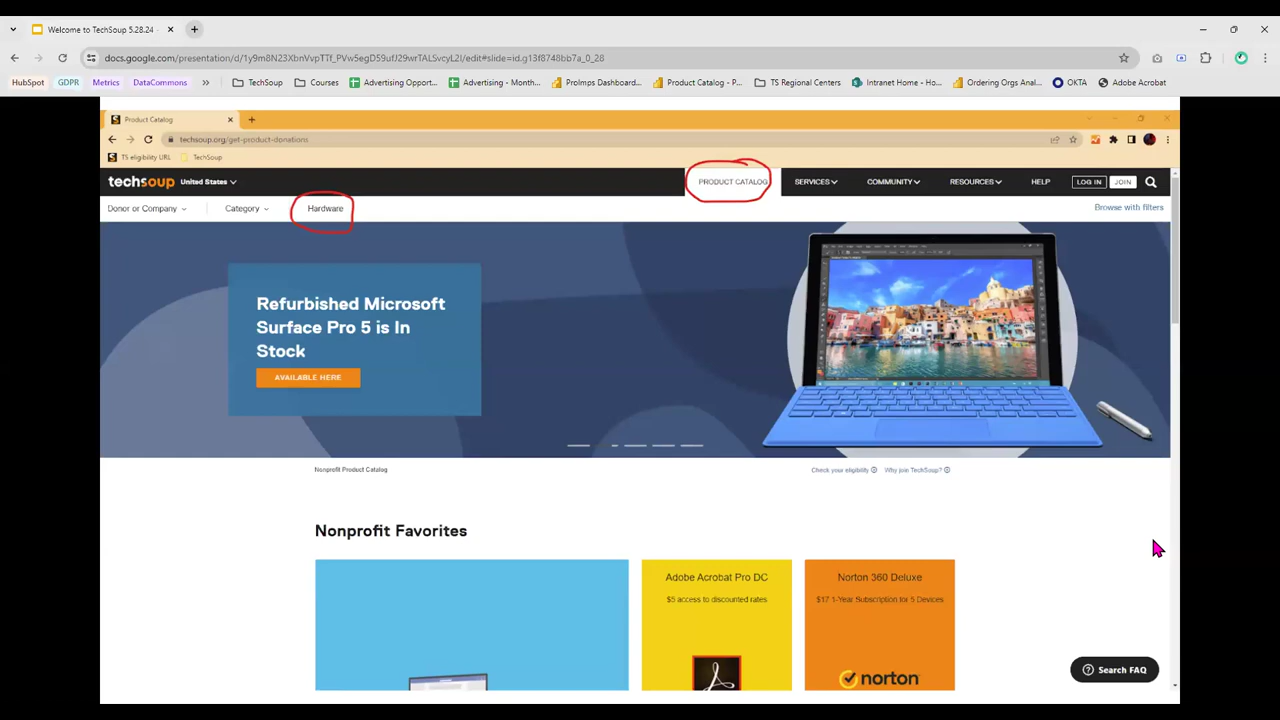 Welcome to TechSoup 5.28.24 -
docs.google.com/presentation/d/1y9m8N23XbnVvpTTf_PVw5egD59ufJ29wrTALSvcyL2I/edit#slide=id.g13f8748bb7a_0_28
HubSpot GDPR Metrics DataCommons » TechSoup Courses Advertising Opport... Advertising - Month... ProImps Dashboard... Product Catalog - P... TS Regional Centers Intranet Home - Ho... Ordering Orgs Anal... OKTA Adobe Acrobat
Product Catalog
techsoup.org/get-product-donations
TS eligibility URL TechSoup
techsoup United States PRODUCT CATALOG SERVICES COMMUNITY RESOURCES HELP LOG IN JOIN
Donor or Company Category Hardware Browse with filters
Refurbished Microsoft
Surface Pro 5 is In
Stock
AVAILABLE HERE
Nonprofit Product Catalog Check your eligibility Why join TechSoup?
Nonprofit Favorites
Adobe Acrobat Pro DC
$5 access to discounted rates
Norton 360 Deluxe
$17 1-Year Subscription for 5 Devices
norton
Search FAQ